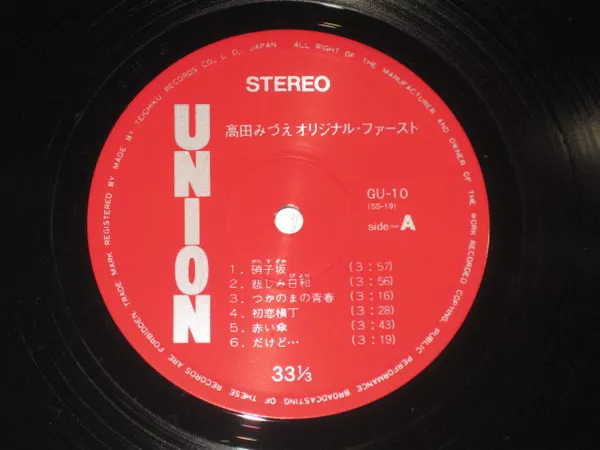 STEREO
UNION
高田みづえ オリジナル・ファースト
GU-10
(SS-19)
side=A
1. 硝子坂 (3:57)
2. 悲しみ日和 (3:56)
3. つかのまの青春 (3:16)
4. 初恋横丁 (3:28)
5. 赤い傘 (3:43)
6. だけど… (3:19)
33⅓
MADE BY TEICHIKU RECORDS CO., LTD., JAPAN ALL RIGHT OF THE MANUFACTURER AND OWNER OF THE WORK RECORDED COPYING PUBLIC PERFORMANCE BROADCASTING OF THESE RECORDS ARE FORBIDDEN. TRADE MARK REGISTERED